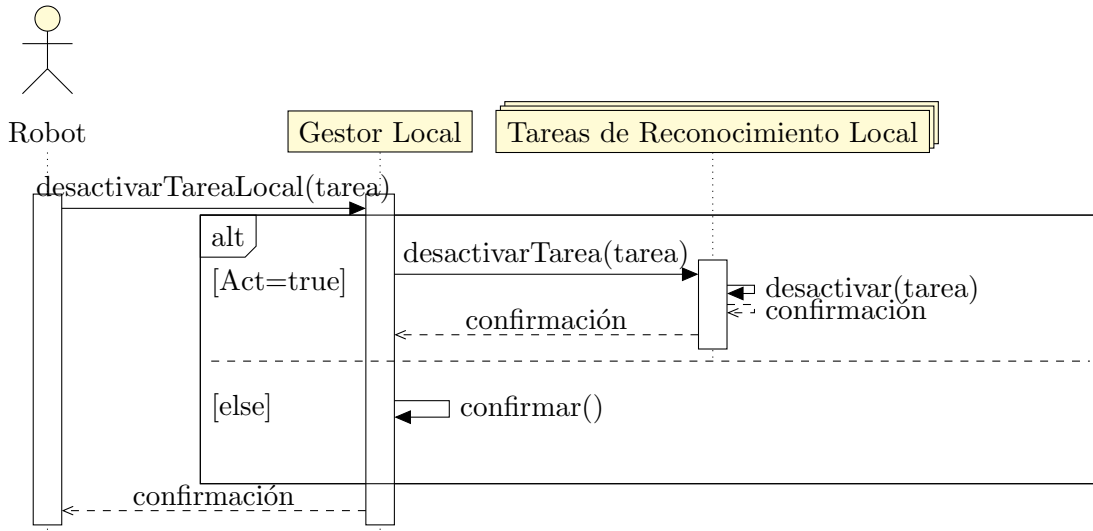 Robot
Gestor Local
Tareas de Reconocimiento Local
desactivarTareaLocal(tarea)
alt
[Act=true]
desactivarTarea(tarea)
desactivar(tarea)
confirmación
confirmación
[else]
confirmar()
confirmación